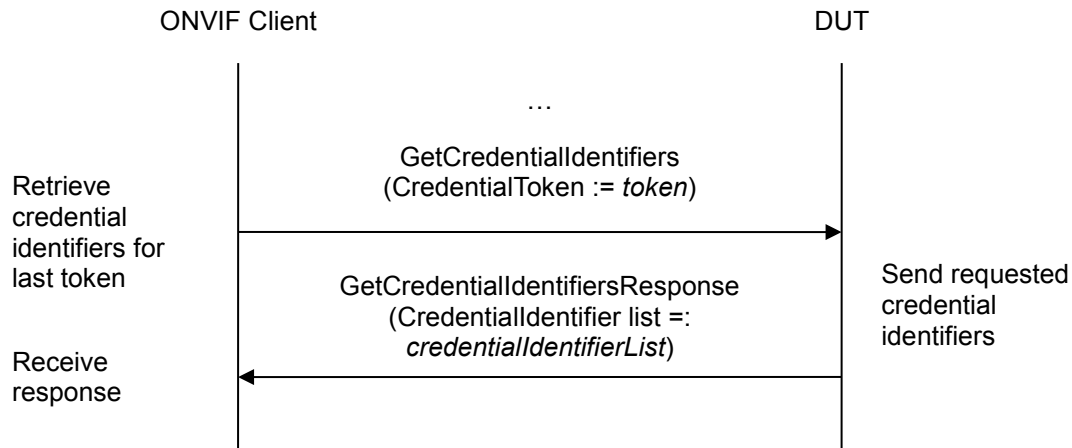 ONVIF Client
DUT
…
GetCredentialIdentifiers
(CredentialToken := token)
Retrieve
credential
identifiers for
last token
GetCredentialIdentifiersResponse
(CredentialIdentifier list =:
credentialIdentifierList)
Send requested
credential
identifiers
Receive
response